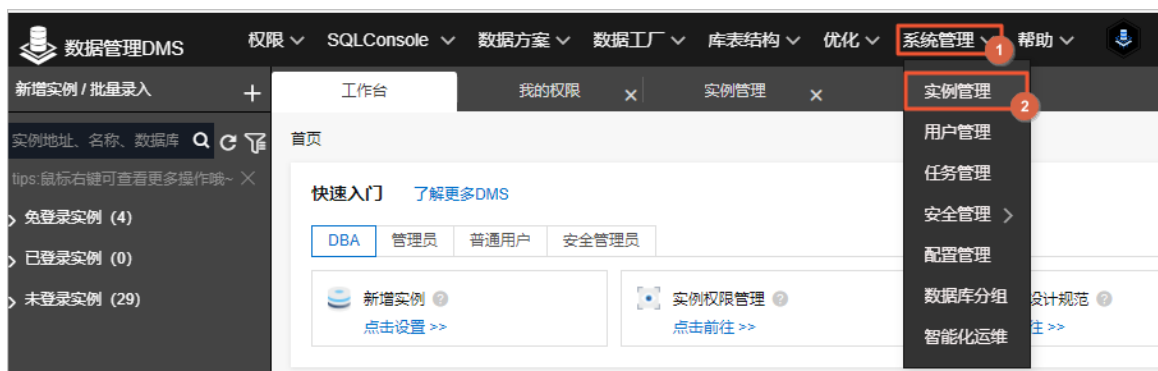 数据管理DMS 权限 SQLConsole 数据方案 数据工厂 库表结构 优化 系统管理 1 帮助
新增实例 / 批量录入 + 工作台 我的权限 × 实例管理 × 实例管理 2
实例地址、名称、数据库
首页
用户管理
tips:鼠标右键可查看更多操作哦~ ×
任务管理
快速入门 了解更多DMS
免登录实例 (4)
安全管理 >
DBA 管理员 普通用户 安全管理员
已登录实例 (0)
配置管理
未登录实例 (29)
新增实例 ? 实例权限管理 ? 数据库分组 设计规范 ?
点击设置 >> 点击前往 >> 往 >>
智能化运维